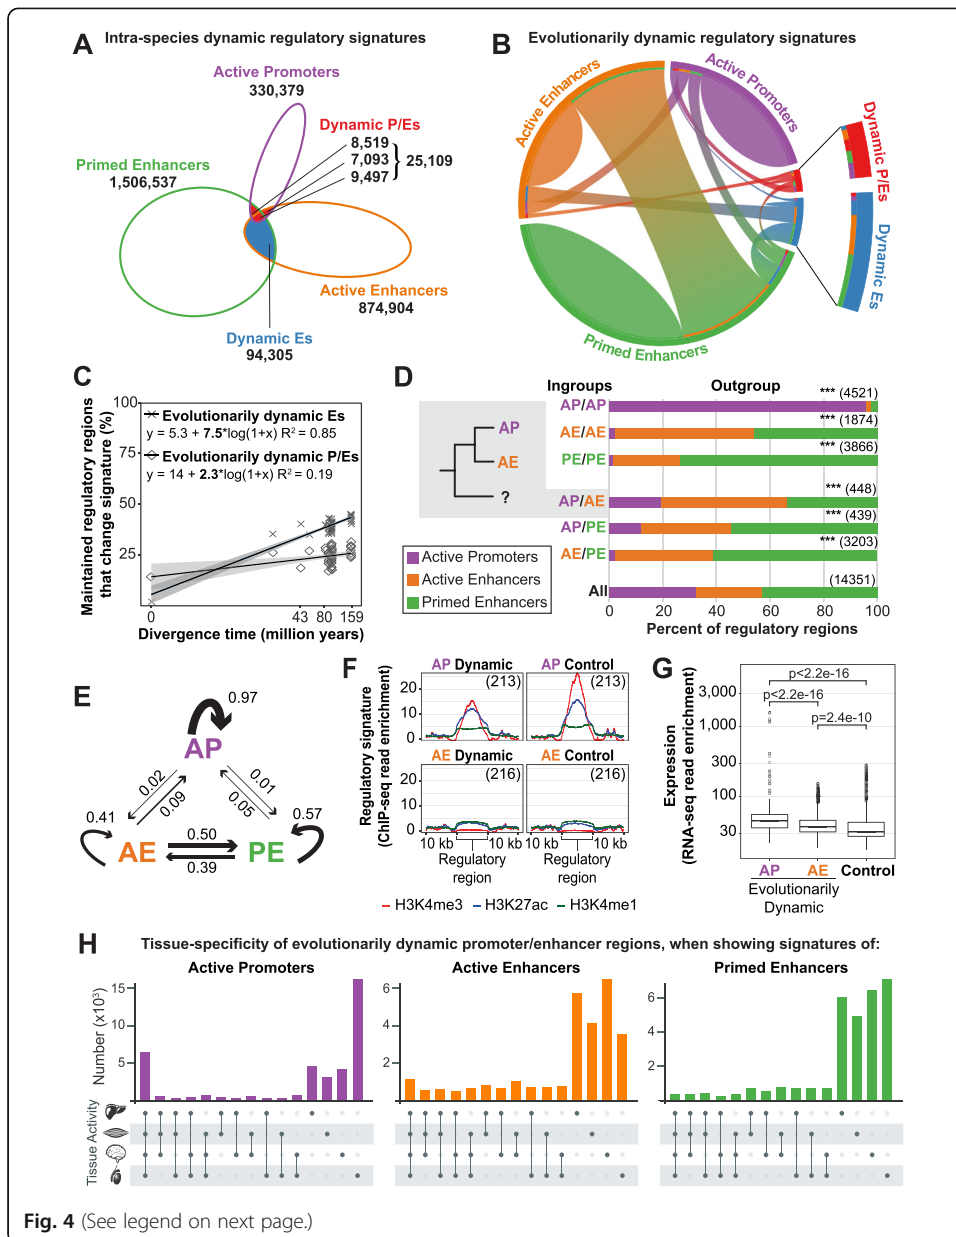 A
Intra-species dynamic regulatory signatures
Active Promoters
330,379
Dynamic P/Es
8,519
7,093
9,497
25,109
Primed Enhancers
1,506,537
Active Enhancers
874,904
Dynamic Es
94,305
B
Evolutionarily dynamic regulatory signatures
Active Enhancers
Active Promoters
Dynamic P/Es
Dynamic Es
Primed Enhancers
C
Maintained regulatory regions
that change signature (%)
100
75
50
25
Evolutionarily dynamic Es
y = 5.3 + 7.5*log(1+x) R² = 0.85
Evolutionarily dynamic P/Es
y = 14 + 2.3*log(1+x) R² = 0.19
0
43
80
159
Divergence time (million years)
D
Ingroups
Outgroup
AP
AE
?
AP/AP
*** (4521)
AE/AE
*** (1874)
PE/PE
*** (3866)
AP/AE
*** (448)
AP/PE
*** (439)
AE/PE
*** (3203)
All
(14351)
Active Promoters
Active Enhancers
Primed Enhancers
0
20
40
60
80
100
Percent of regulatory regions
E
0.97
AP
0.02
0.09
0.01
0.05
0.41
0.57
AE
0.50
0.39
PE
F
Regulatory signature
(ChIP-seq read enrichment)
AP Dynamic
(213)
AP Control
(213)
20
10
0
AE Dynamic
(216)
AE Control
(216)
20
10
0
10 kb
10 kb
10 kb
10 kb
Regulatory
region
Regulatory
region
H3K4me3
H3K27ac
H3K4me1
G
Expression
(RNA-seq read enrichment)
3,000
1,000
300
100
30
p<2.2e-16
p<2.2e-16
p=2.4e-10
AP
AE
Control
Evolutionarily
Dynamic
H
Tissue-specificity of evolutionarily dynamic promoter/enhancer regions, when showing signatures of:
Active Promoters
Active Enhancers
Primed Enhancers
Number (x10³)
15
10
5
6
4
2
6
4
2
Tissue Activity
Fig. 4 (See legend on next page.)